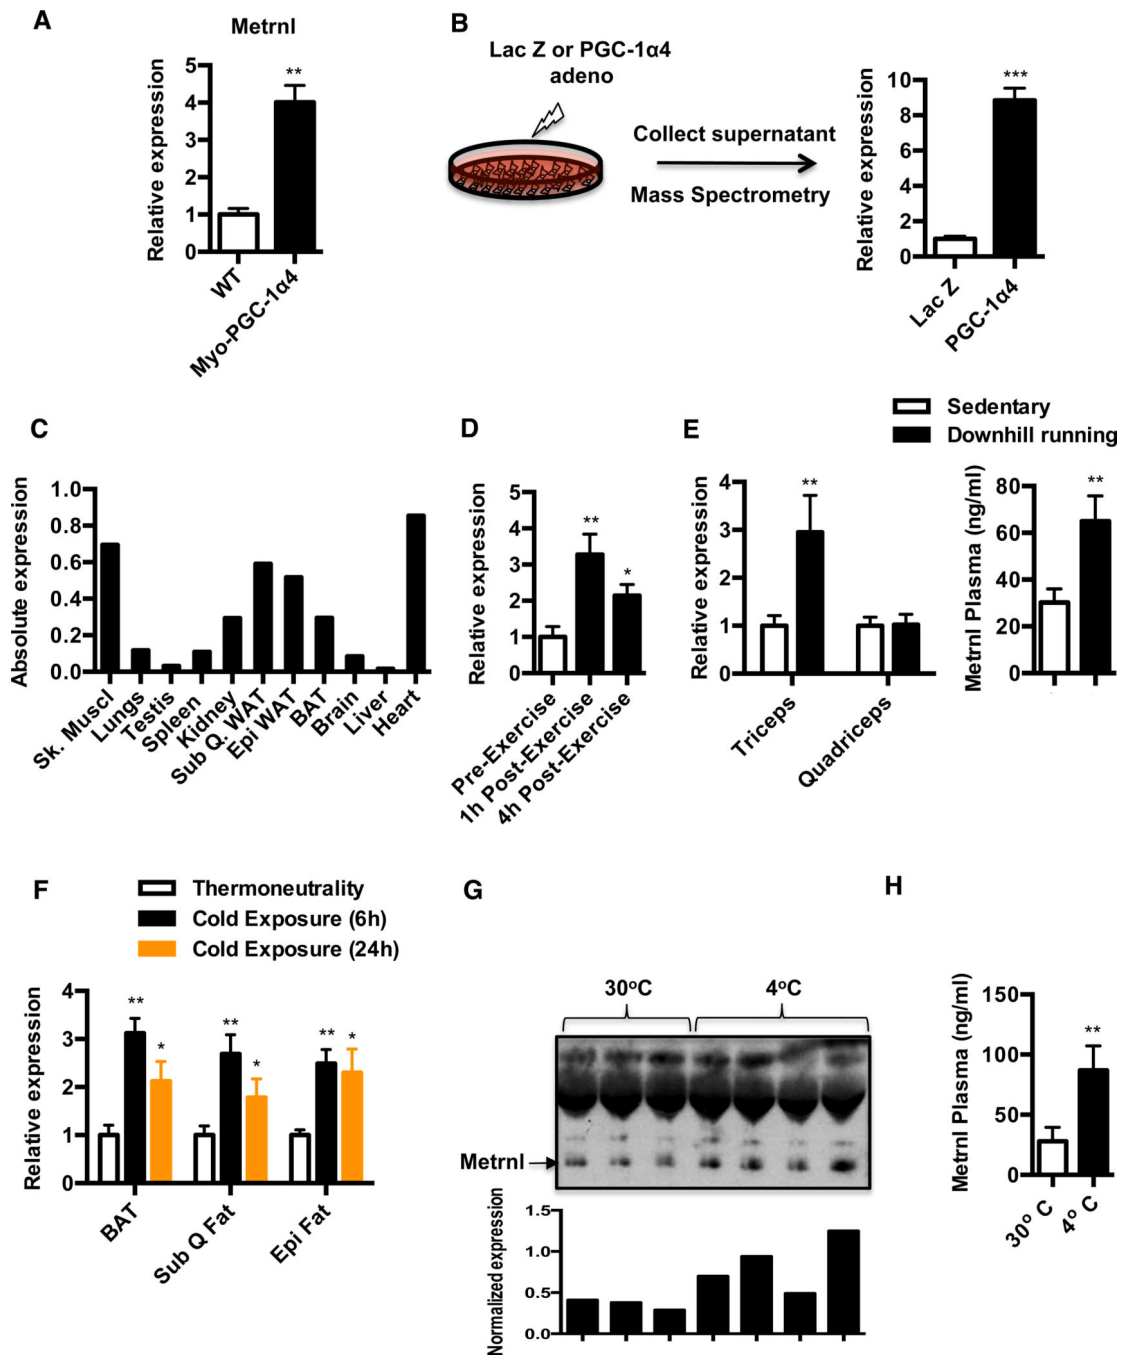 A
Metrnl
Relative expression
5
4
3
2
1
0
**
WT
Myo-PGC-1α4
B
Lac Z or PGC-1α4
adeno
Collect supernatant
Mass Spectrometry
Relative expression
10
8
6
4
2
0
***
Lac Z
PGC-1α4
C
Absolute expression
1.0
0.8
0.6
0.4
0.2
0.0
Sk. Muscl
Lungs
Testis
Spleen
Kidney
Sub Q. WAT
Epi WAT
BAT
Brain
Liver
Heart
D
Relative expression
5
4
3
2
1
0
**
*
Pre-Exercise
1h Post-Exercise
4h Post-Exercise
E
Sedentary
Downhill running
Relative expression
4
3
2
1
0
**
Triceps
Quadriceps
Metrnl Plasma (ng/ml)
80
60
40
20
0
**
F
Thermoneutrality
Cold Exposure (6h)
Cold Exposure (24h)
Relative expression
4
3
2
1
0
**
*
**
*
**
*
BAT
Sub Q Fat
Epi Fat
G
30ºC
4ºC
Metrnl
Normalized expression
1.5
1.0
0.5
0.0
H
Metrnl Plasma (ng/ml)
150
100
50
0
**
30º C
4º C